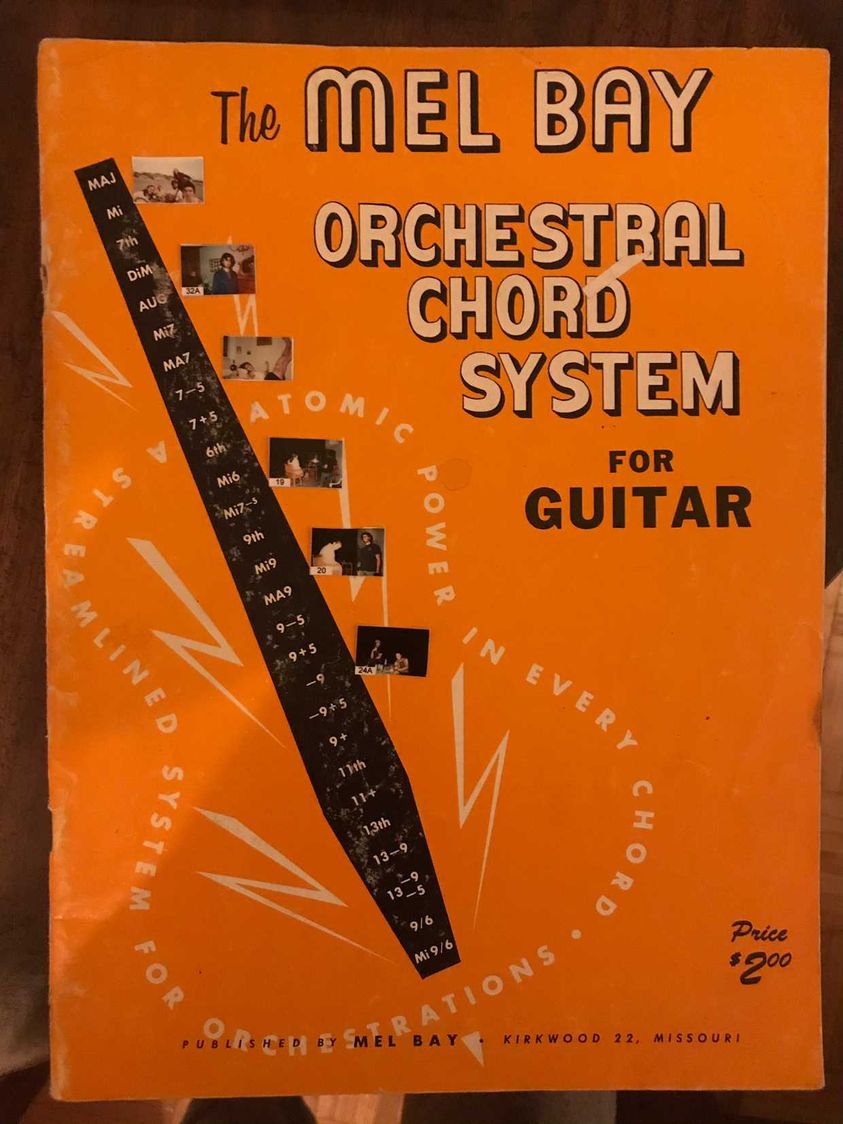 The MEL BAY
ORCHESTRAL
CHORD
SYSTEM
FOR
GUITAR
MAJ
Mi
7th
DiM
AUG
Mi7
MA7
7–5
7+5
6th
Mi6
Mi7-5
9th
Mi9
MA9
9–5
9+5
–9
–9+5
9+
11th
11+
13th
13–9
–9
13–5
9/6
Mi9/6
32A
19
20
24A
A STREAMLINED SYSTEM FOR ORCHESTRATIONS •
ATOMIC POWER IN EVERY CHORD
Price
$2.00
PUBLISHED BY MEL BAY • KIRKWOOD 22, MISSOURI